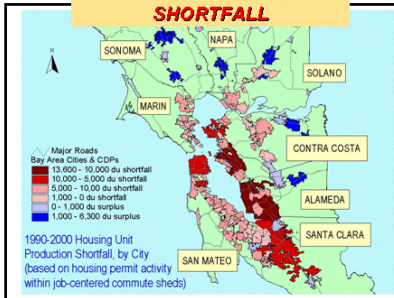 SHORTFALL
NAPA
SONOMA
SOLANO
MARIN
CONTRA COSTA
ALAMEDA
SANTA CLARA
SAN MATEO
N
Major Roads
Bay Area Cities & CDPs
13,600 - 10,000 du shortfall
10,000 - 5,000 du shortfall
5,000 - 10,00 du shortfall
1,000 - 0 du shortfall
0 - 1,000 du surplus
1,000 - 6,300 du surplus
1990-2000 Housing Unit
Production Shortfall, by City
(based on housing permit activity
within job-centered commute sheds)